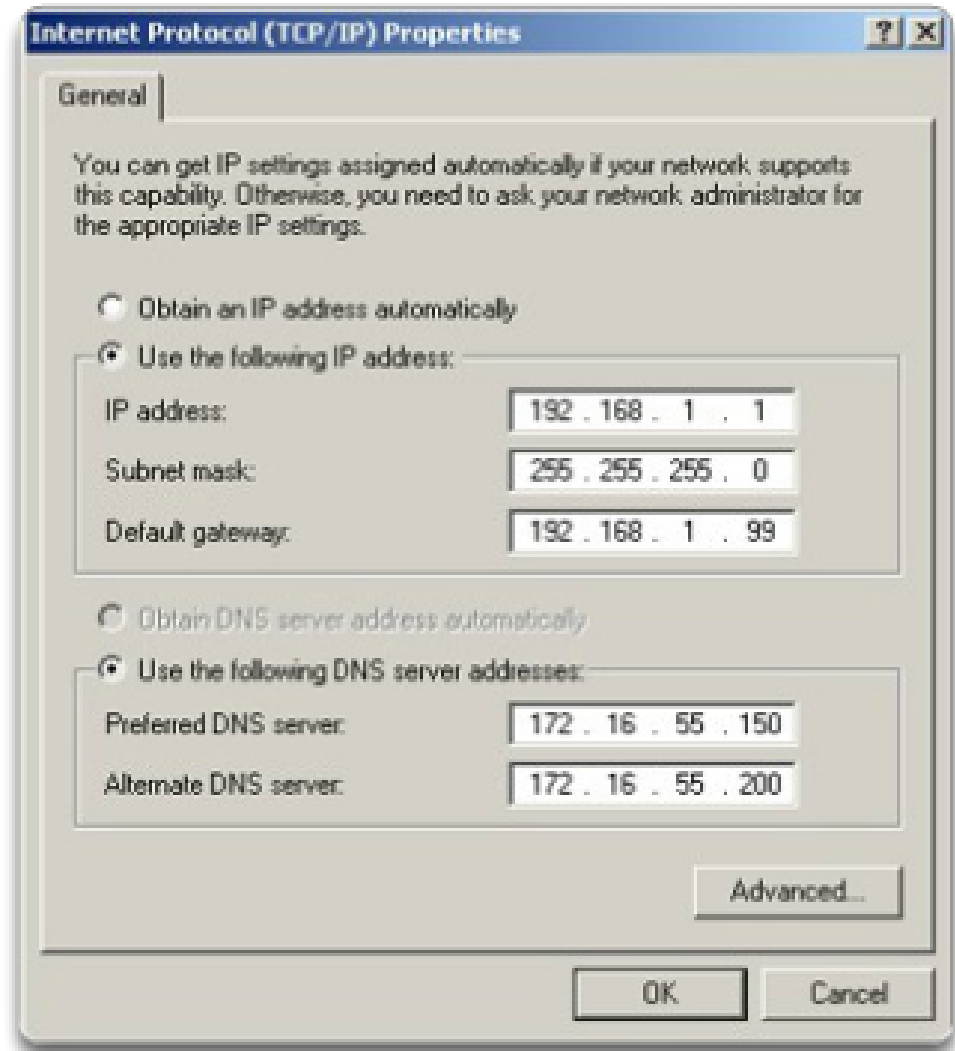 Internet Protocol (TCP/IP) Properties
General
You can get IP settings assigned automatically if your network supports
this capability. Otherwise, you need to ask your network administrator for
the appropriate IP settings.
Obtain an IP address automatically
Use the following IP address:
IP address: 192 . 168 . 1 . 1
Subnet mask: 255 . 255 . 255 . 0
Default gateway: 192 . 168 . 1 . 99
Obtain DNS server address automatically
Use the following DNS server addresses:
Preferred DNS server: 172 . 16 . 55 . 150
Alternate DNS server: 172 . 16 . 55 . 200
Advanced...
OK Cancel